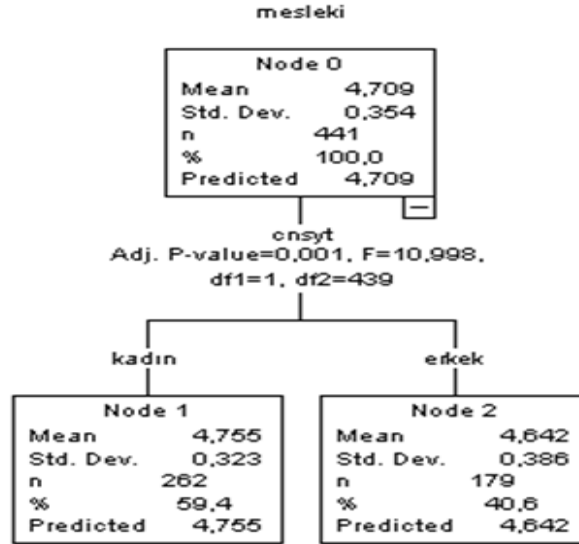 mesleki
Node 0
Mean 4,709
Std. Dev. 0,354
n 441
% 100,0
Predicted 4,709
cnsyt
Adj. P-value=0,001, F=10,998,
df1=1, df2=439
kadın erkek
Node 1
Mean 4,755
Std. Dev. 0,323
n 262
% 59,4
Predicted 4,755
Node 2
Mean 4,642
Std. Dev. 0,386
n 179
% 40,6
Predicted 4,642